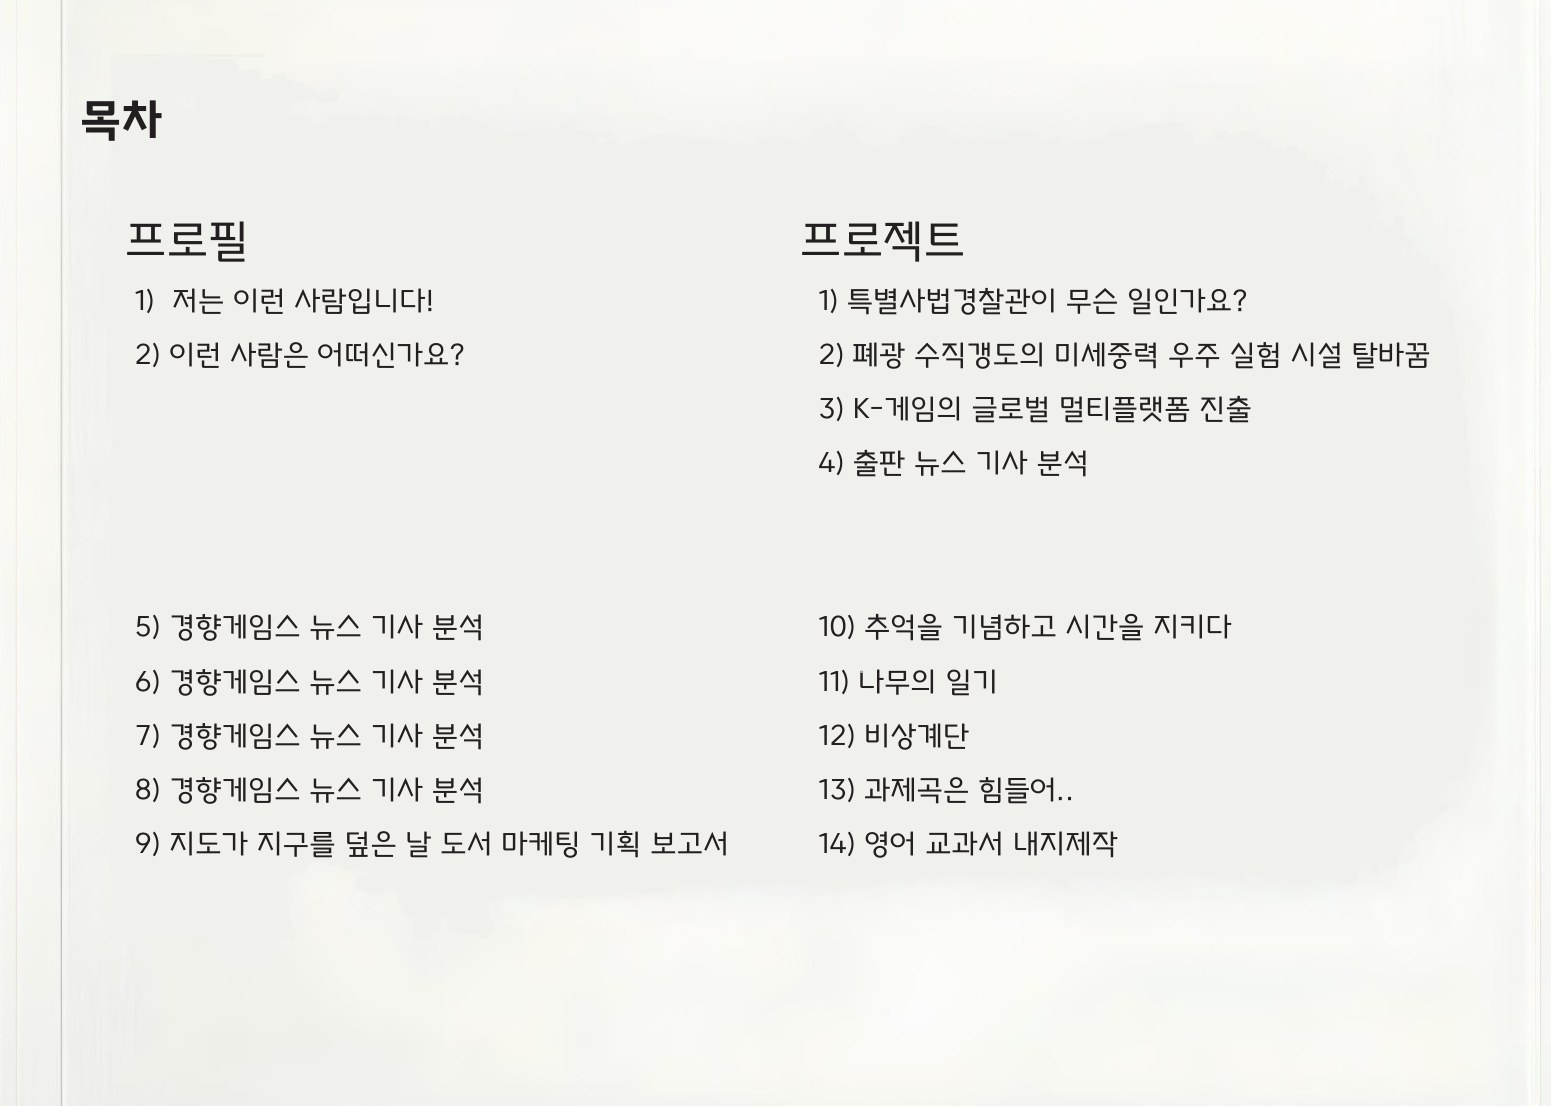 목차
프로필
1) 저는 이런 사람입니다!
2) 이런 사람은 어떠신가요?
프로젝트
1) 특별사법경찰관이 무슨 일인가요?
2) 폐광 수직갱도의 미세중력 우주 실험 시설 탈바꿈
3) K-게임의 글로벌 멀티플랫폼 진출
4) 출판 뉴스 기사 분석
5) 경향게임스 뉴스 기사 분석
6) 경향게임스 뉴스 기사 분석
7) 경향게임스 뉴스 기사 분석
8) 경향게임스 뉴스 기사 분석
9) 지도가 지구를 덮은 날 도서 마케팅 기획 보고서
10) 추억을 기념하고 시간을 지키다
11) 나무의 일기
12) 비상계단
13) 과제곡은 힘들어..
14) 영어 교과서 내지제작